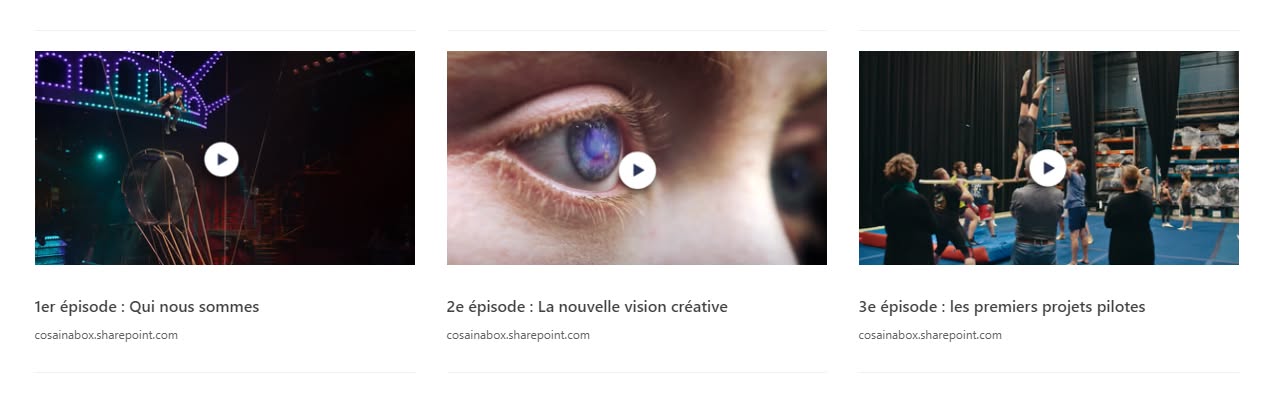 1er épisode : Qui nous sommes
cosainabox.sharepoint.com
2e épisode : La nouvelle vision créative
cosainabox.sharepoint.com
3e épisode : les premiers projets pilotes
cosainabox.sharepoint.com